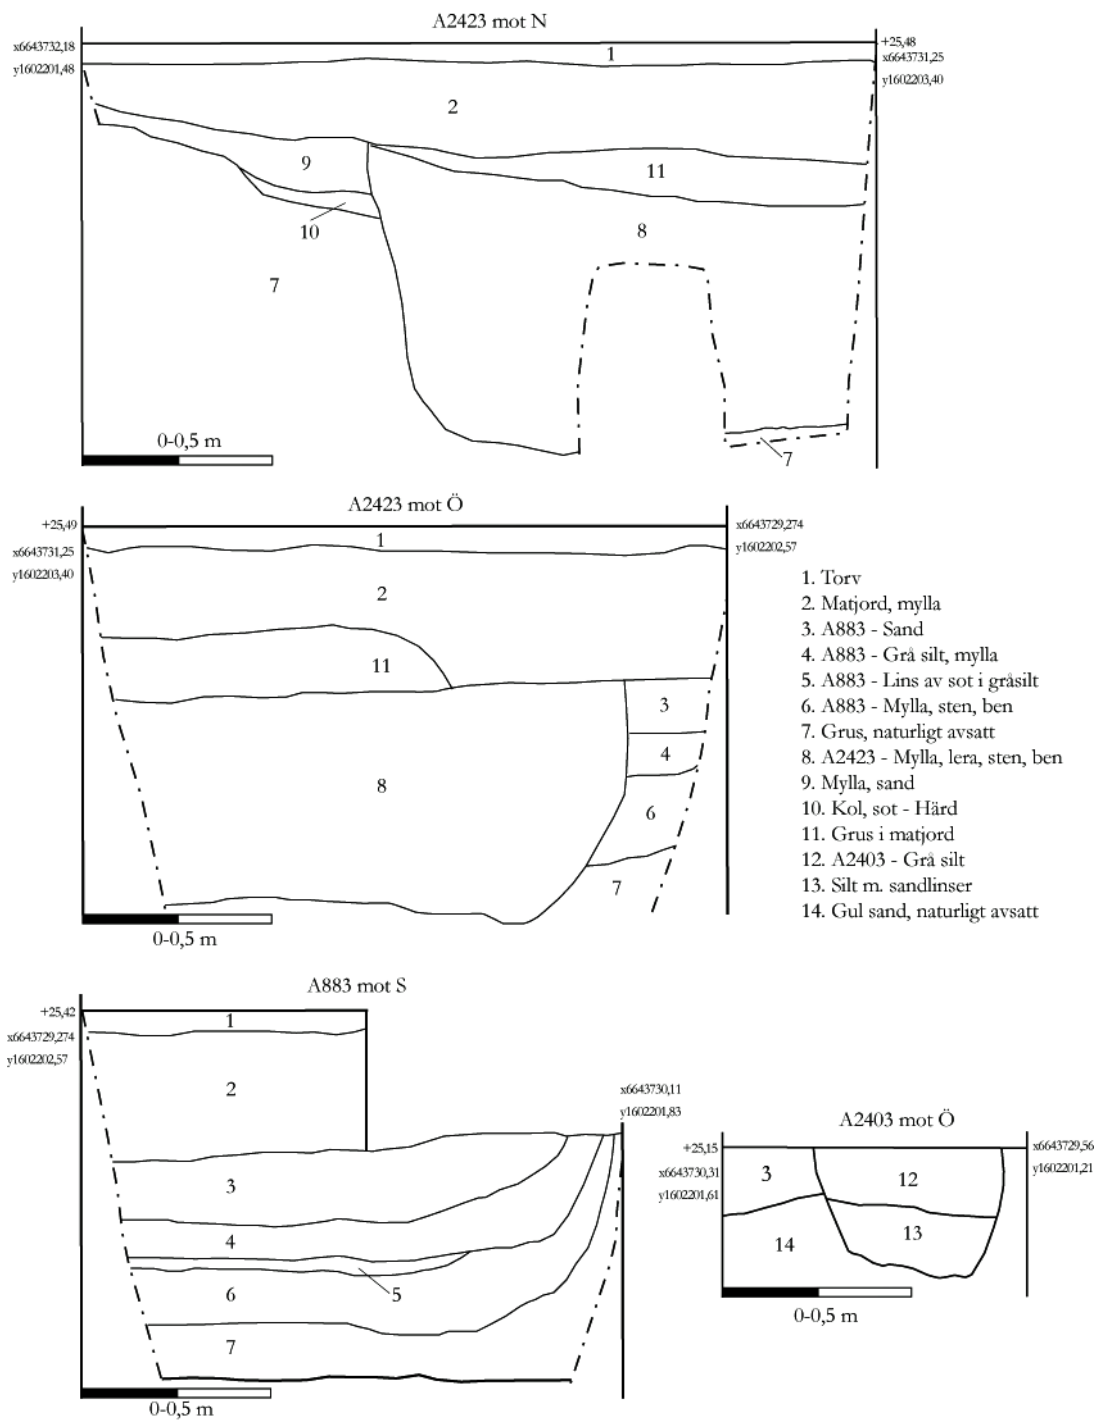 A2423 mot N
x6643732,18
y1602201,48
+25,48
x6643731,25
y1602203,40
1
2
9
11
10
8
7
7
0-0,5 m
A2423 mot Ö
+25,49
x6643731,25
y1602203,40
x6643729,274
y1602202,57
1
2
11
3
4
8
6
7
0-0,5 m
1. Torv
2. Matjord, mylla
3. A883 - Sand
4. A883 - Grå silt, mylla
5. A883 - Lins av sot i gråsilt
6. A883 - Mylla, sten, ben
7. Grus, naturligt avsatt
8. A2423 - Mylla, lera, sten, ben
9. Mylla, sand
10. Kol, sot - Härd
11. Grus i matjord
12. A2403 - Grå silt
13. Silt m. sandlinser
14. Gul sand, naturligt avsatt
A883 mot S
+25,42
x6643729,274
y1602202,57
x6643730,11
y1602201,83
1
2
3
4
5
6
7
0-0,5 m
A2403 mot Ö
+25,15
x6643730,31
y1602201,61
x6643729,56
y1602201,21
3
12
13
14
0-0,5 m